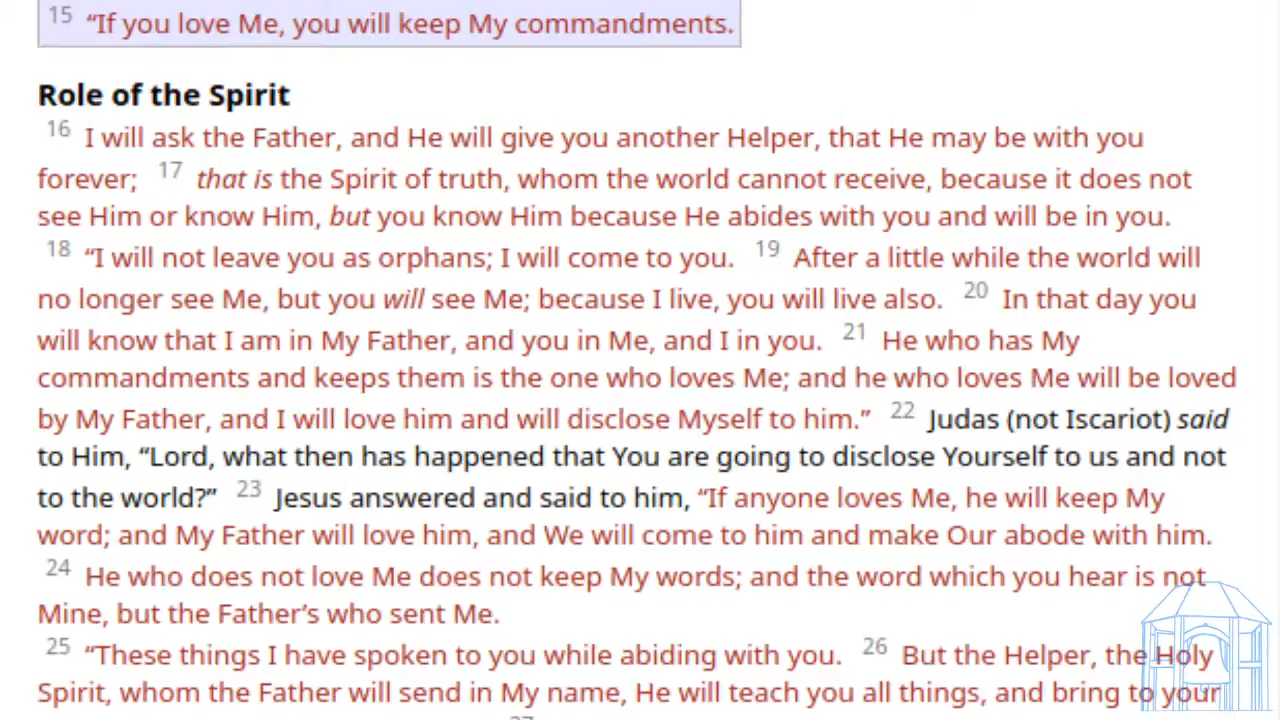 15 “If you love Me, you will keep My commandments.
Role of the Spirit
16 I will ask the Father, and He will give you another Helper, that He may be with you
forever; 17 that is the Spirit of truth, whom the world cannot receive, because it does not
see Him or know Him, but you know Him because He abides with you and will be in you.
18 “I will not leave you as orphans; I will come to you. 19 After a little while the world will
no longer see Me, but you will see Me; because I live, you will live also. 20 In that day you
will know that I am in My Father, and you in Me, and I in you. 21 He who has My
commandments and keeps them is the one who loves Me; and he who loves Me will be loved
by My Father, and I will love him and will disclose Myself to him.” 22 Judas (not Iscariot) said
to Him, “Lord, what then has happened that You are going to disclose Yourself to us and not
to the world?” 23 Jesus answered and said to him, “If anyone loves Me, he will keep My
word; and My Father will love him, and We will come to him and make Our abode with him.
24 He who does not love Me does not keep My words; and the word which you hear is not
Mine, but the Father’s who sent Me.
25 “These things I have spoken to you while abiding with you. 26 But the Helper, the Holy
Spirit, whom the Father will send in My name, He will teach you all things, and bring to your